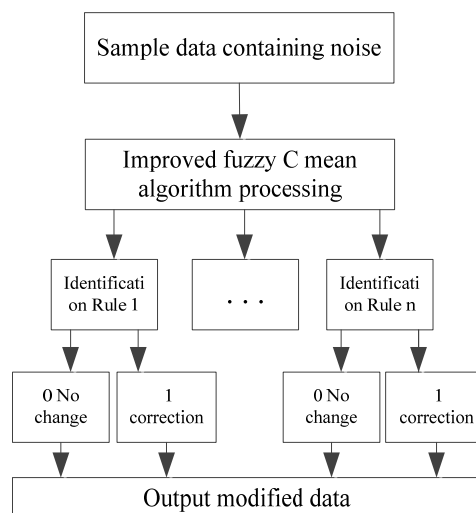 Sample data containing noise
Improved fuzzy C mean
algorithm processing
Identificati
on Rule 1
. . .
Identificati
on Rule n
0 No
change
1
correction
0 No
change
1
correction
Output modified data